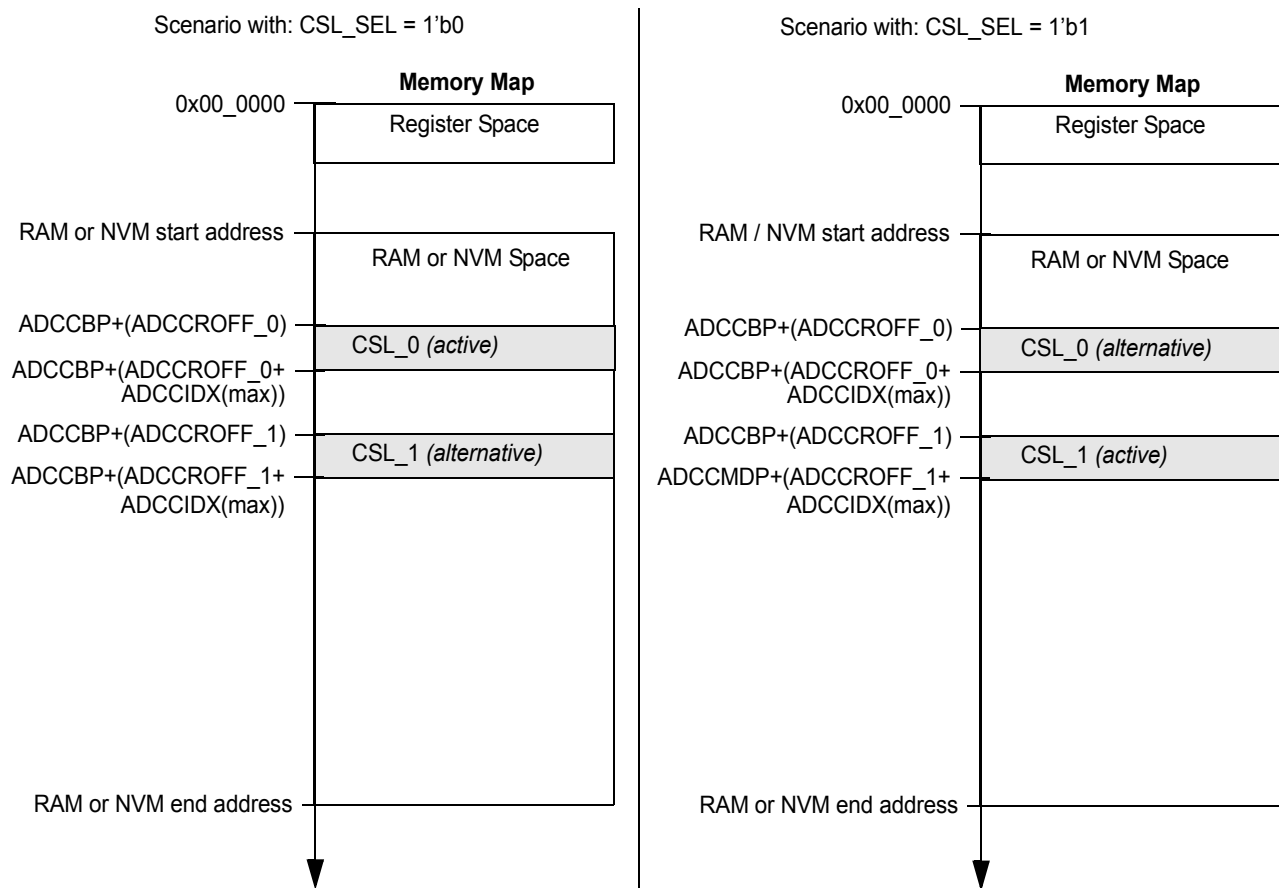 Scenario with: CSL_SEL = 1’b0
Memory Map
0x00_0000
Register Space
RAM or NVM start address
RAM or NVM Space
ADCCBP+(ADCCROFF_0)
CSL_0 (active)
ADCCBP+(ADCCROFF_0+
ADCCIDX(max))
ADCCBP+(ADCCROFF_1)
CSL_1 (alternative)
ADCCBP+(ADCCROFF_1+
ADCCIDX(max))
RAM or NVM end address
Scenario with: CSL_SEL = 1’b1
Memory Map
0x00_0000
Register Space
RAM / NVM start address
RAM or NVM Space
ADCCBP+(ADCCROFF_0)
CSL_0 (alternative)
ADCCBP+(ADCCROFF_0+
ADCCIDX(max))
ADCCBP+(ADCCROFF_1)
CSL_1 (active)
ADCCMDP+(ADCCROFF_1+
ADCCIDX(max))
RAM or NVM end address